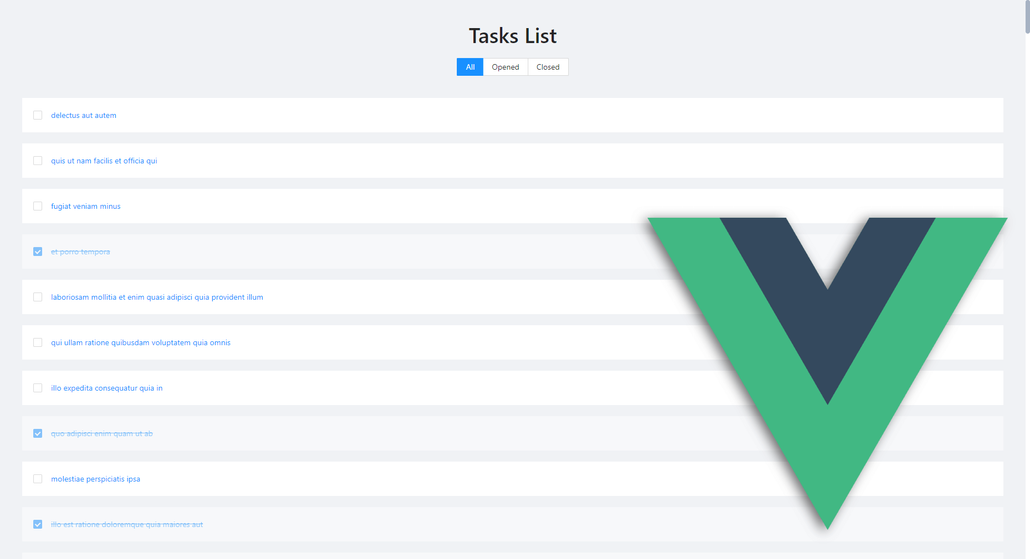 Tasks List
All Opened Closed
delectus aut autem
quis ut nam facilis et officia qui
fugiat veniam minus
et porro tempora
laboriosam mollitia et enim quasi adipisci quia provident illum
qui ullam ratione quibusdam voluptatem quia omnis
illo expedita consequatur quia in
quo adipisci enim quam ut ab
molestiae perspiciatis ipsa
illo est ratione doloremque quia maiores aut